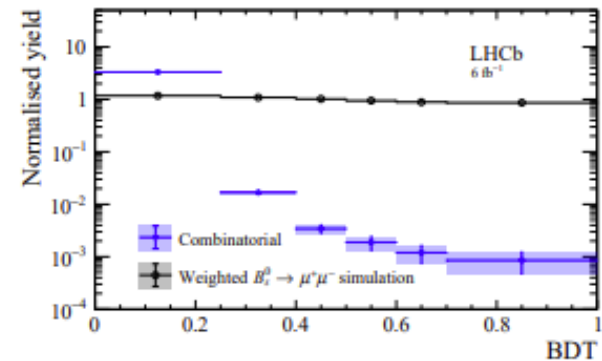 Normalised yield
10
1
10⁻¹
10⁻²
10⁻³
10⁻⁴
LHCb
6 fb⁻¹
Combinatorial
Weighted B⁰ₛ → μ⁺μ⁻ simulation
0 0.2 0.4 0.6 0.8 1
BDT